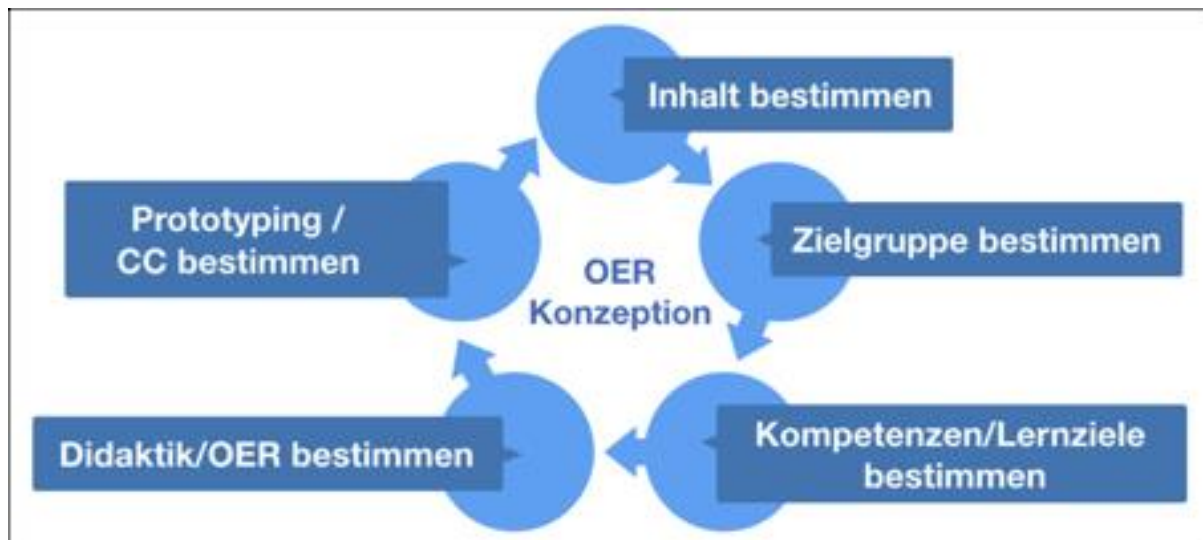 Inhalt bestimmen
Zielgruppe bestimmen
Kompetenzen/Lernziele
bestimmen
Didaktik/OER bestimmen
Prototyping /
CC bestimmen
OER
Konzeption